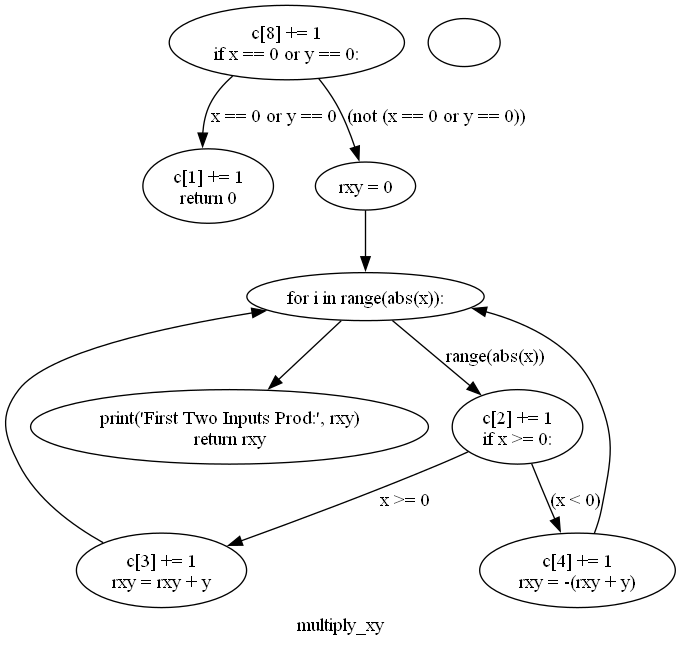 c[8] += 1
if x == 0 or y == 0:
x == 0 or y == 0
(not (x == 0 or y == 0))
c[1] += 1
return 0
rxy = 0
for i in range(abs(x)):
range(abs(x))
print('First Two Inputs Prod:', rxy)
return rxy
c[2] += 1
if x >= 0:
x >= 0
(x < 0)
c[3] += 1
rxy = rxy + y
c[4] += 1
rxy = -(rxy + y)
multiply_xy